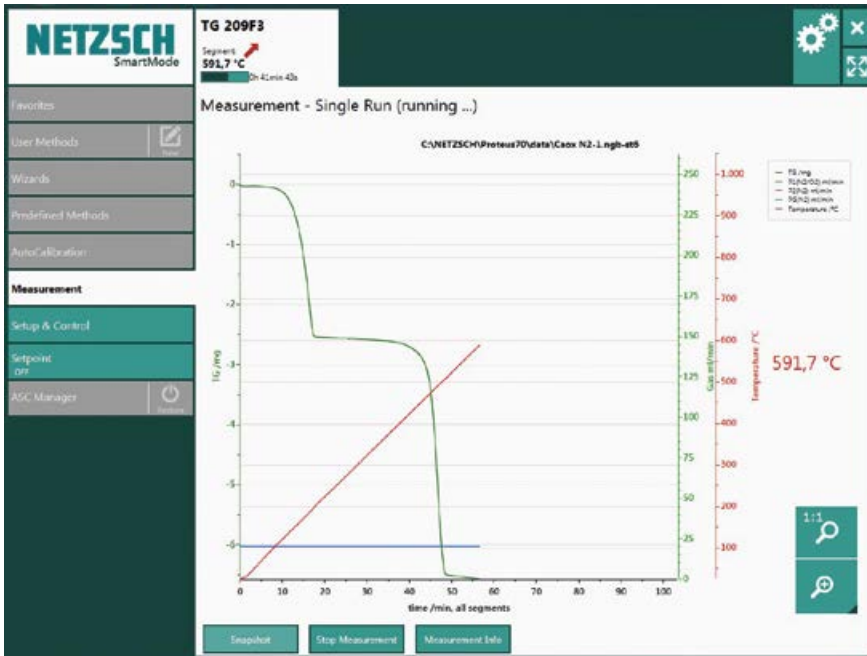 NETZSCH
SmartMode
TG 209F3
Segment:
591,7 °C
0h 41min 43s
Favorites
User Methods
New
Wizards
Predefined Methods
AutoCalibration
Measurement
Setup & Control
Setpoint
OFF
ASC Manager
Measurement - Single Run (running ...)
C:\NETZSCH\Proteus70\data\Caox N2-1.ngb-st6
TG /mg
0
-1
-2
-3
-4
-5
-6
0 10 20 30 40 50 60 70 80 90 100
time /min, all segments
Gas ml/min
250
225
200
175
150
125
100
75
50
25
0
Temperature /°C
1.000
900
800
700
600
500
400
300
200
100
TG /mg
Temperature /°C
591,7 °C
1:1
Snapshot
Stop Measurement
Measurement Info